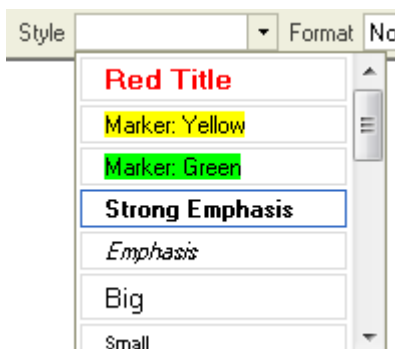 Style Format No
Red Title
Marker: Yellow
Marker: Green
Strong Emphasis
Emphasis
Big
Small